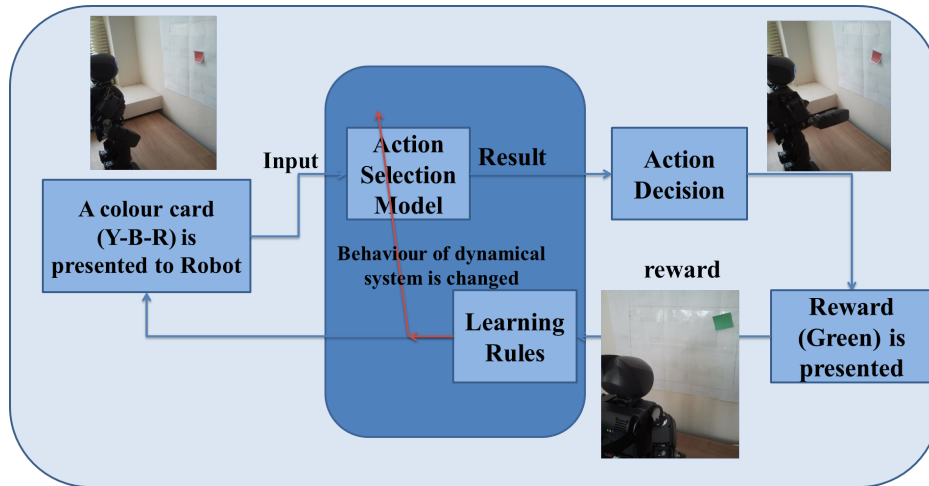 Input
A colour card
(Y-B-R) is
presented to Robot
Action
Selection
Model
Result
Action
Decision
Behaviour of dynamical
system is changed
Learning
Rules
reward
Reward
(Green) is
presented